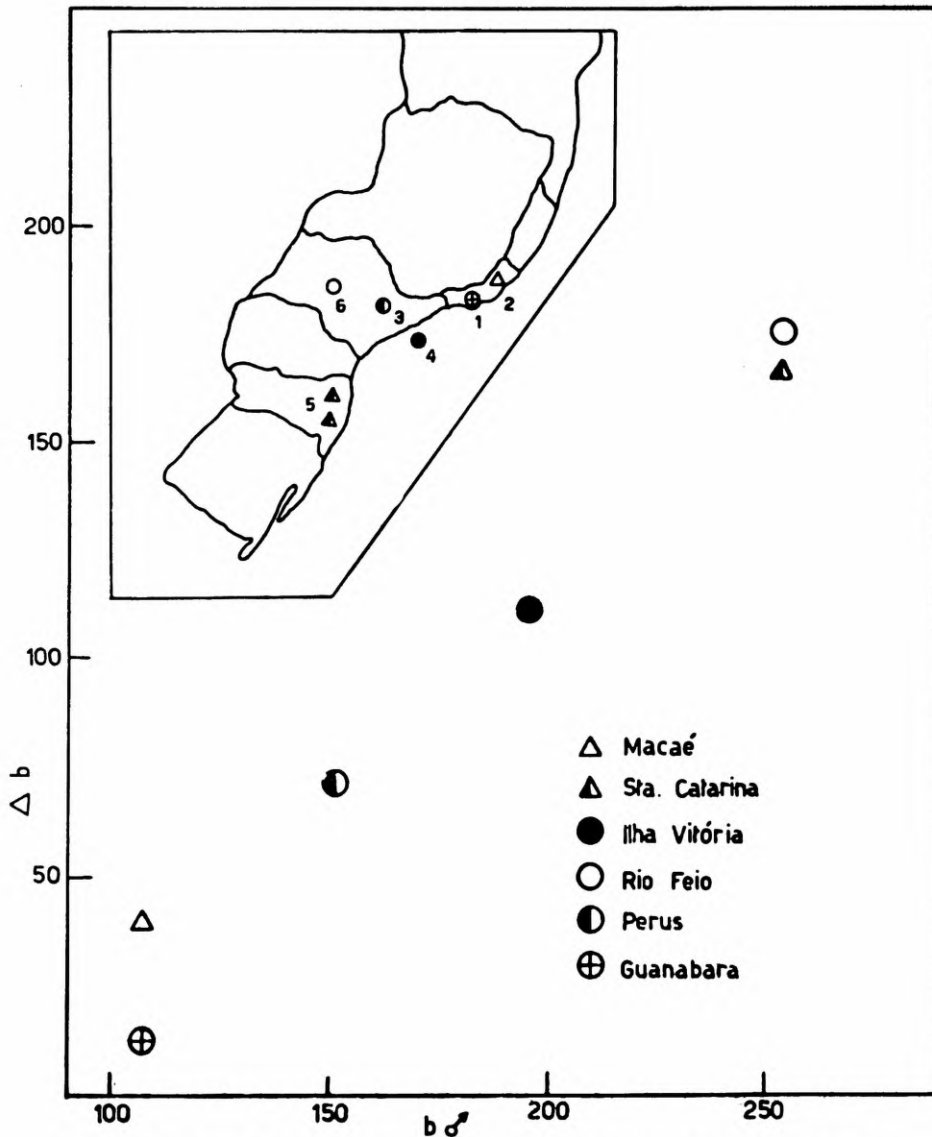 200
150
100
50
Δ b
100 150 200 250
b ♂
6
3
1
2
4
5
Macaé
Sta. Catarina
Ilha Vitória
Rio Feio
Perus
Guanabara